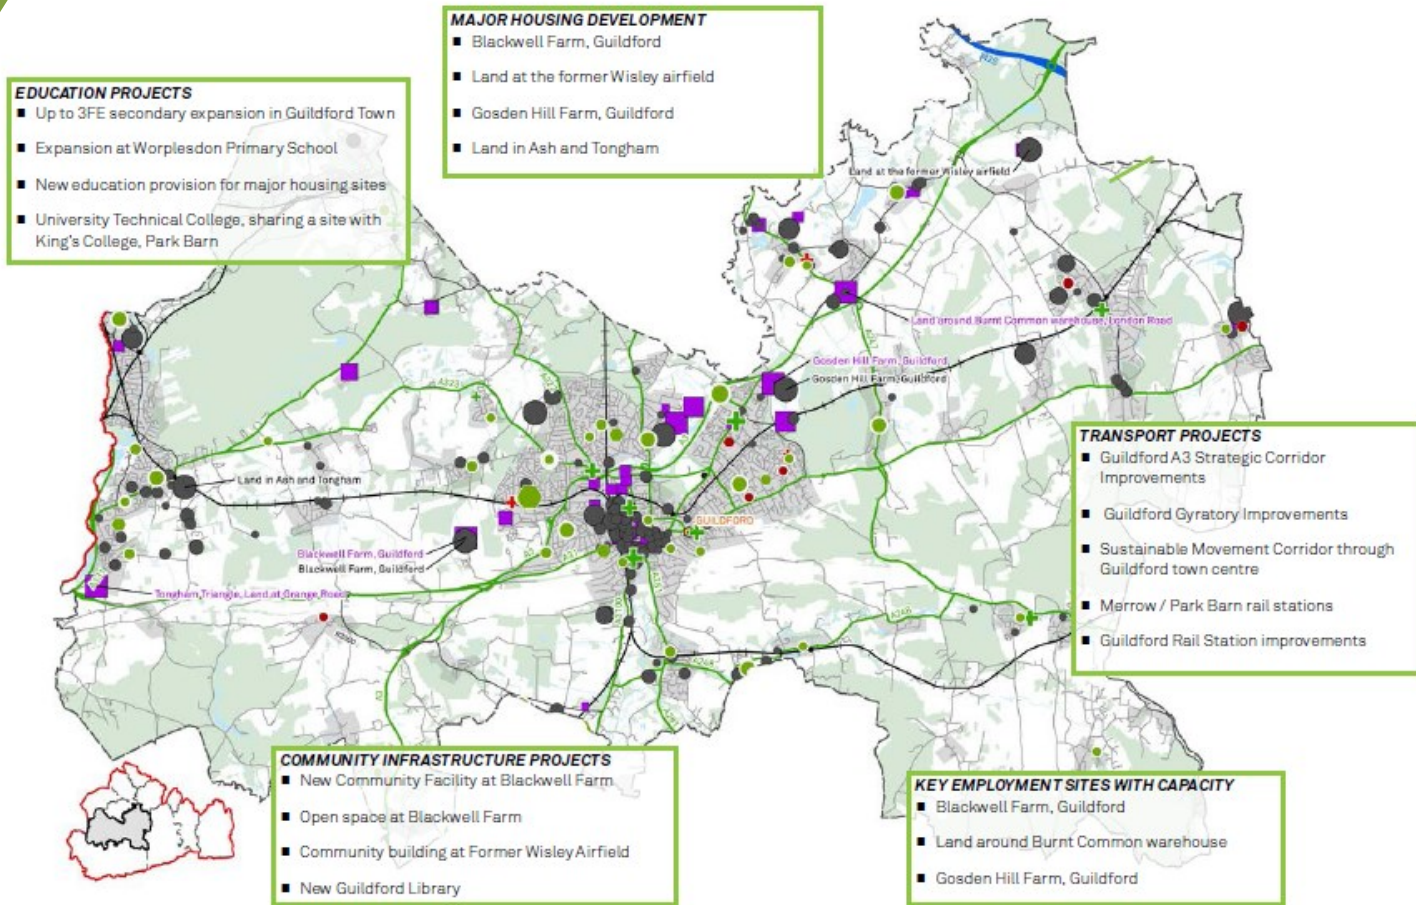 MAJOR HOUSING DEVELOPMENT
■ Blackwell Farm, Guildford
■ Land at the former Wisley airfield
■ Gosden Hill Farm, Guildford
■ Land in Ash and Tongham
EDUCATION PROJECTS
■ Up to 3FE secondary expansion in Guildford Town
■ Expansion at Worplesdon Primary School
■ New education provision for major housing sites
■ University Technical College, sharing a site with
King's College, Park Barn
M25
Land at the former Wisley airfield
Land around Burnt Common warehouse, London Road
Gosden Hill Farm, Guildford
Gosden Hill Farm, Guildford
A323
Land in Ash and Tongham
GUILDFORD
Blackwell Farm, Guildford
Blackwell Farm, Guildford
Tongham Triangle, Land at Grange Road
A31
A3
A246
A248
TRANSPORT PROJECTS
■ Guildford A3 Strategic Corridor
Improvements
■ Guildford Gyratory Improvements
■ Sustainable Movement Corridor through
Guildford town centre
■ Merrow / Park Barn rail stations
■ Guildford Rail Station improvements
COMMUNITY INFRASTRUCTURE PROJECTS
■ New Community Facility at Blackwell Farm
■ Open space at Blackwell Farm
■ Community building at Former Wisley Airfield
■ New Guildford Library
KEY EMPLOYMENT SITES WITH CAPACITY
■ Blackwell Farm, Guildford
■ Land around Burnt Common warehouse
■ Gosden Hill Farm, Guildford